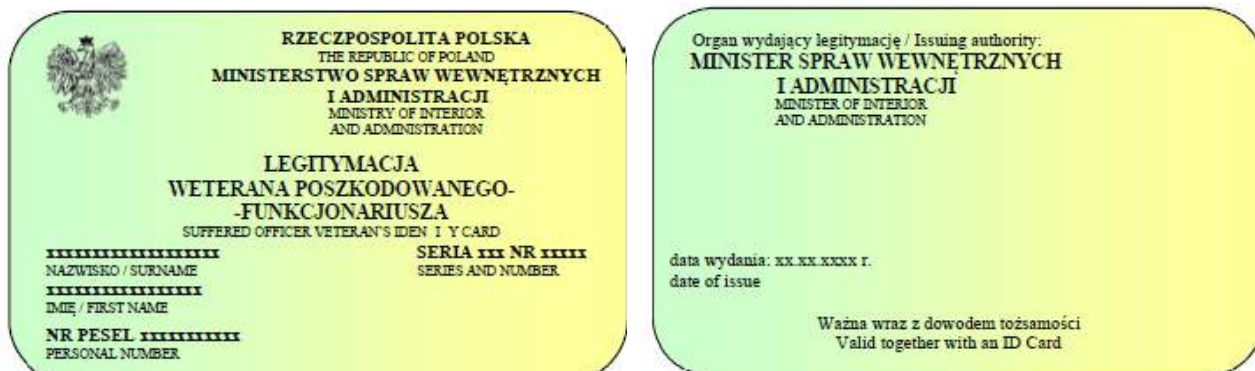 RZECZPOSPOLITA POLSKA
THE REPUBLIC OF POLAND
MINISTERSTWO SPRAW WEWNĘTRZNYCH
I ADMINISTRACJI
MINISTRY OF INTERIOR
AND ADMINISTRATION
LEGITYMACJA
WETERANA POSZKODOWANEGO-
-FUNKCJONARIUSZA
SUFFERED OFFICER VETERAN'S IDEN I Y CARD
xxxxxxxxxxxxxxxxxxx SERIA xxx NR xxxxx
NAZWISKO / SURNAME SERIES AND NUMBER
xxxxxxxxxxxxxxxxx
IMIĘ / FIRST NAME
NR PESEL xxxxxxxxxxx
PERSONAL NUMBER
Organ wydający legitymację / Issuing authority:
MINISTER SPRAW WEWNĘTRZNYCH
I ADMINISTRACJI
MINISTER OF INTERIOR
AND ADMINISTRATION
data wydania: xx.xx.xxxx r.
date of issue
Ważna wraz z dowodem tożsamości
Valid together with an ID Card